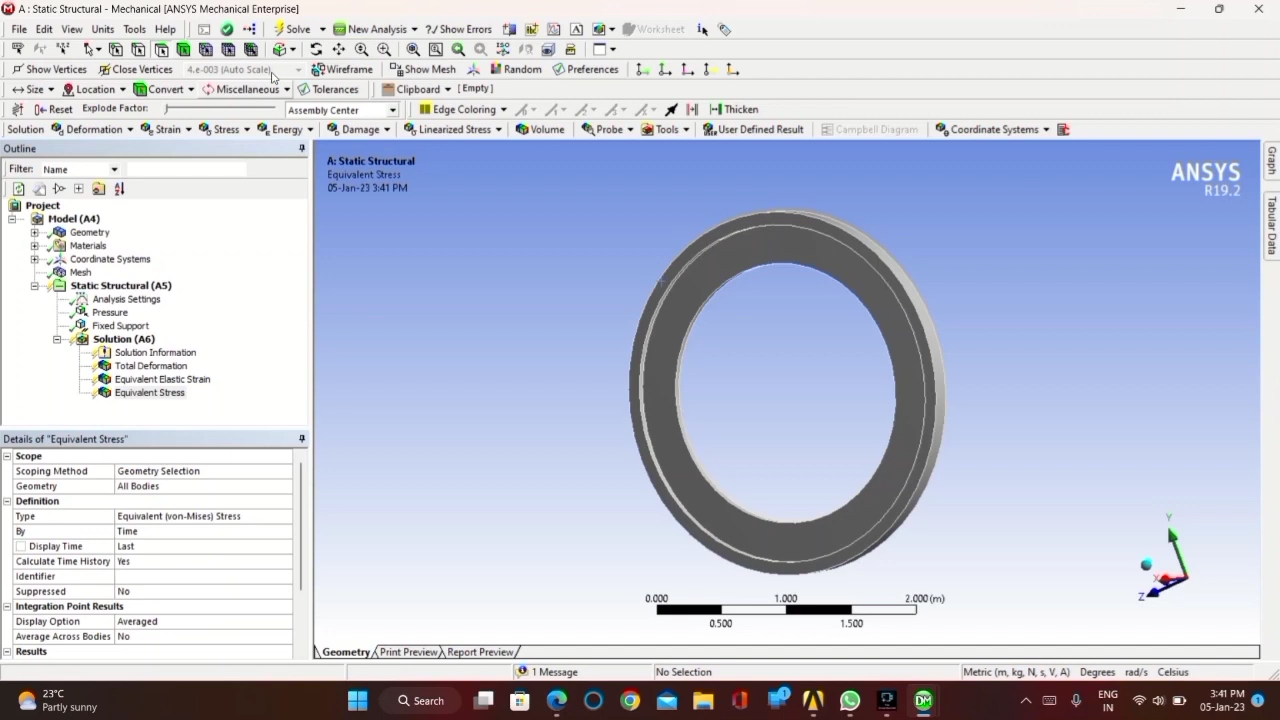 A : Static Structural - Mechanical [ANSYS Mechanical Enterprise]
File Edit View Units Tools Help Solve New Analysis ?/ Show Errors Worksheet
Show Vertices Close Vertices 4.e-003 (Auto Scale) Wireframe Show Mesh Random Preferences
Size Location Convert Miscellaneous Tolerances Clipboard [ Empty ]
Reset Explode Factor: Assembly Center Edge Coloring Thicken
Solution Deformation Strain Stress Energy Damage Linearized Stress Volume Probe Tools User Defined Result Campbell Diagram Coordinate Systems
Outline
Filter: Name
Project
Model (A4)
Geometry
Materials
Coordinate Systems
Mesh
Static Structural (A5)
Analysis Settings
Pressure
Fixed Support
Solution (A6)
Solution Information
Total Deformation
Equivalent Elastic Strain
Equivalent Stress
Details of "Equivalent Stress"
Scope
Scoping Method Geometry Selection
Geometry All Bodies
Definition
Type Equivalent (von-Mises) Stress
By Time
Display Time Last
Calculate Time History Yes
Identifier
Suppressed No
Integration Point Results
Display Option Averaged
Average Across Bodies No
Results
A: Static Structural
Equivalent Stress
05-Jan-23 3:41 PM
ANSYS
R19.2
Graph
Tabular Data
Y
X
Z
0.000 1.000 2.000 (m)
0.500 1.500
Geometry Print Preview Report Preview
1 Message No Selection Metric (m, kg, N, s, V, A) Degrees rad/s Celsius
23°C
Partly sunny
Search
ENG
IN
3:41 PM
05-Jan-23